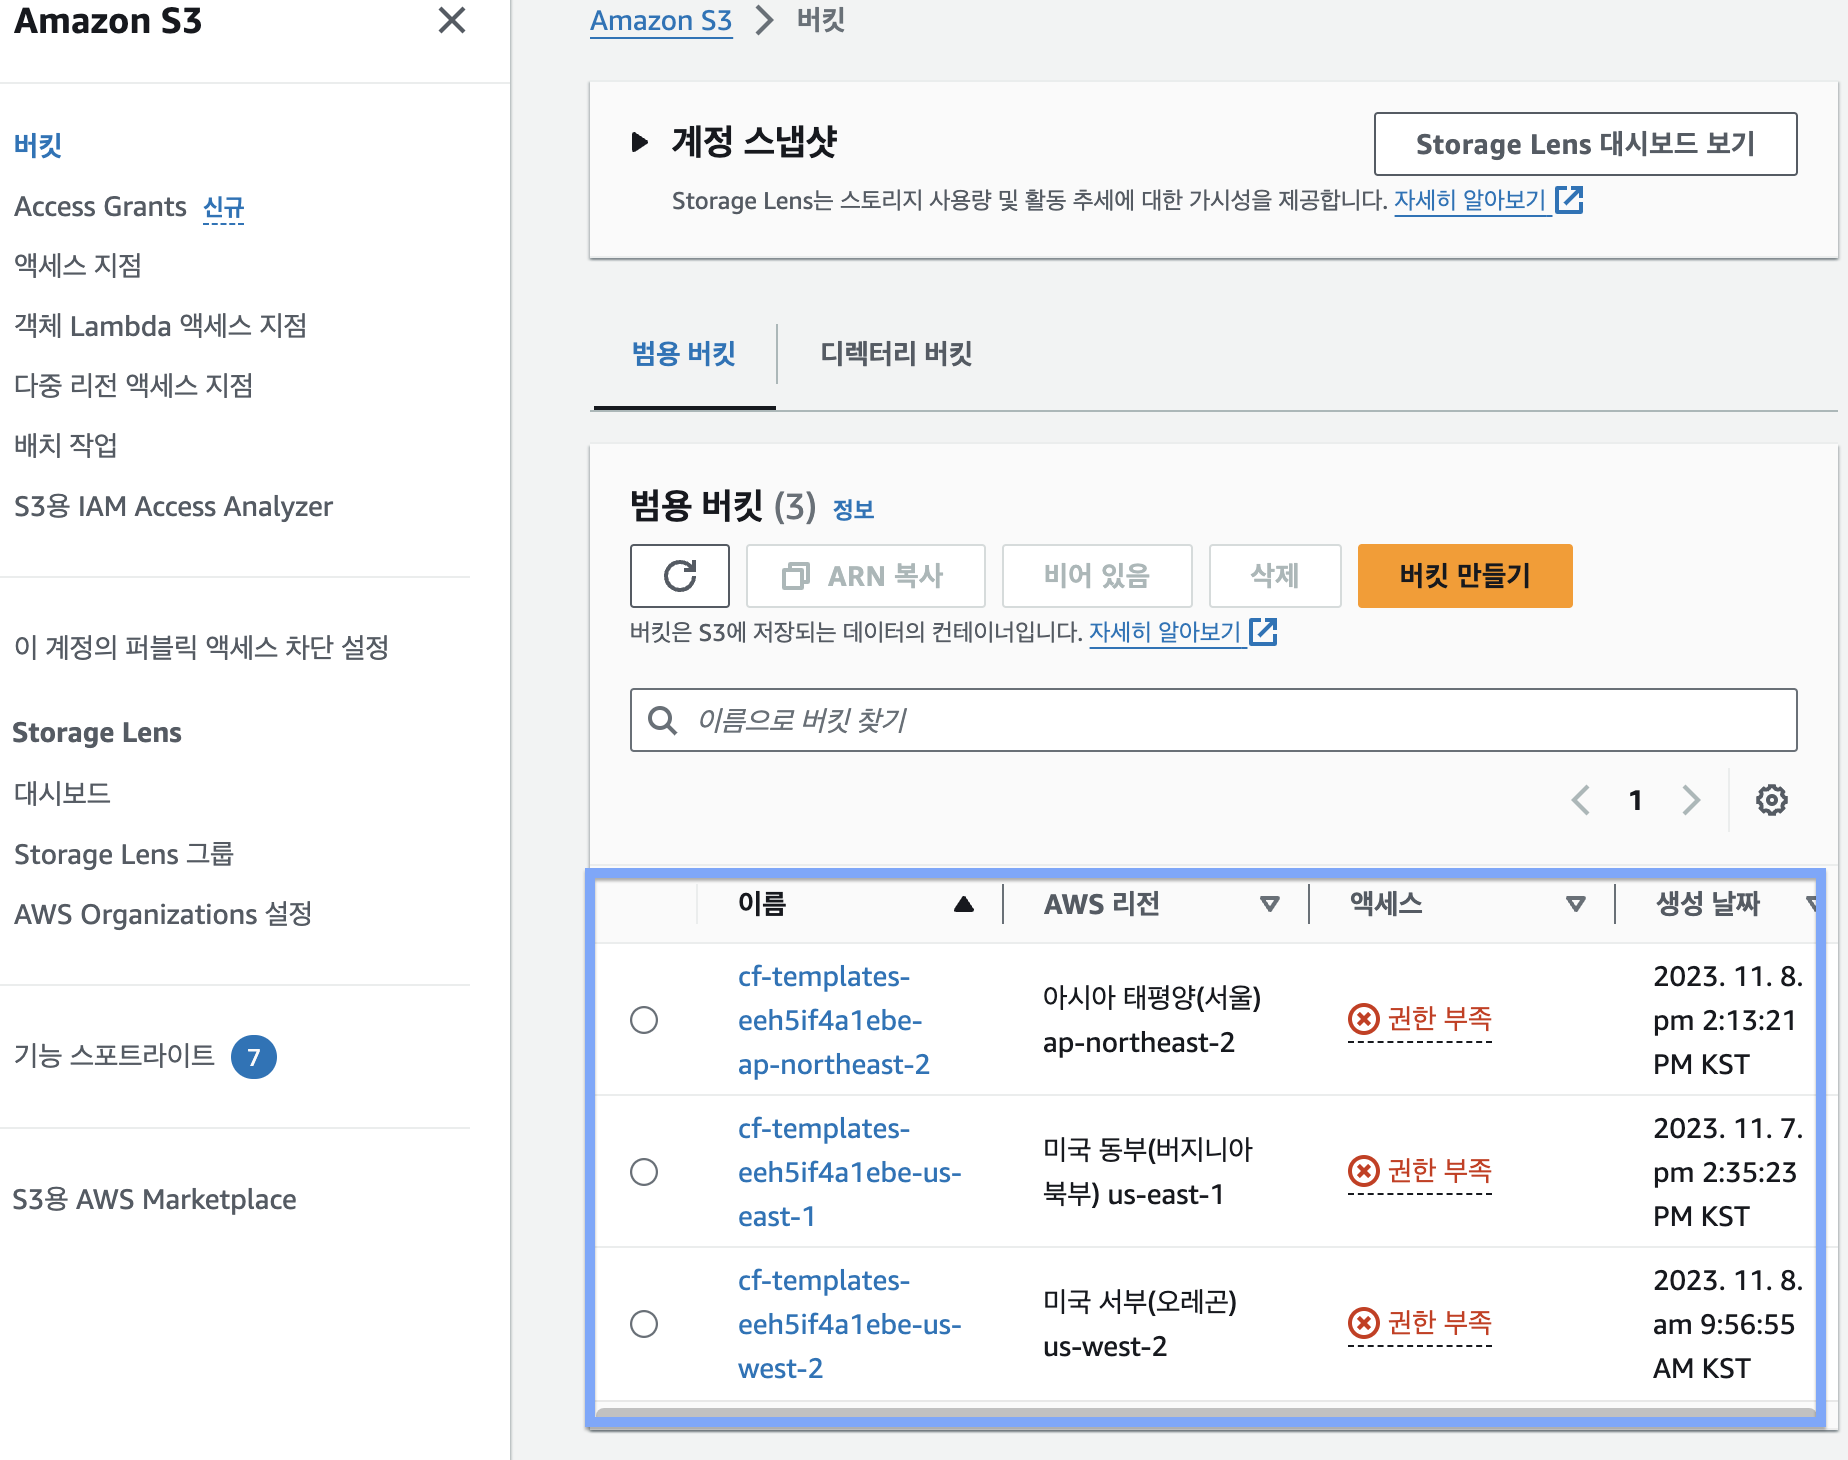 Amazon S3
버킷
Access Grants 신규
액세스 지점
객체 Lambda 액세스 지점
다중 리전 액세스 지점
배치 작업
S3용 IAM Access Analyzer
이 계정의 퍼블릭 액세스 차단 설정
Storage Lens
대시보드
Storage Lens 그룹
AWS Organizations 설정
기능 스포트라이트 7
S3용 AWS Marketplace
Amazon S3 버킷
계정 스냅샷
Storage Lens 대시보드 보기
Storage Lens는 스토리지 사용량 및 활동 추세에 대한 가시성을 제공합니다. 자세히 알아보기
범용 버킷 디렉터리 버킷
범용 버킷 (3) 정보
ARN 복사 비어 있음 삭제 버킷 만들기
버킷은 S3에 저장되는 데이터의 컨테이너입니다. 자세히 알아보기
이름으로 버킷 찾기
1
이름 AWS 리전 액세스 생성 날짜
cf-templates-
eeh5if4a1ebe-
ap-northeast-2
아시아 태평양(서울)
ap-northeast-2
권한 부족
2023. 11. 8.
pm 2:13:21
PM KST
cf-templates-
eeh5if4a1ebe-us-
east-1
미국 동부(버지니아
북부) us-east-1
권한 부족
2023. 11. 7.
pm 2:35:23
PM KST
cf-templates-
eeh5if4a1ebe-us-
west-2
미국 서부(오레곤)
us-west-2
권한 부족
2023. 11. 8.
am 9:56:55
AM KST